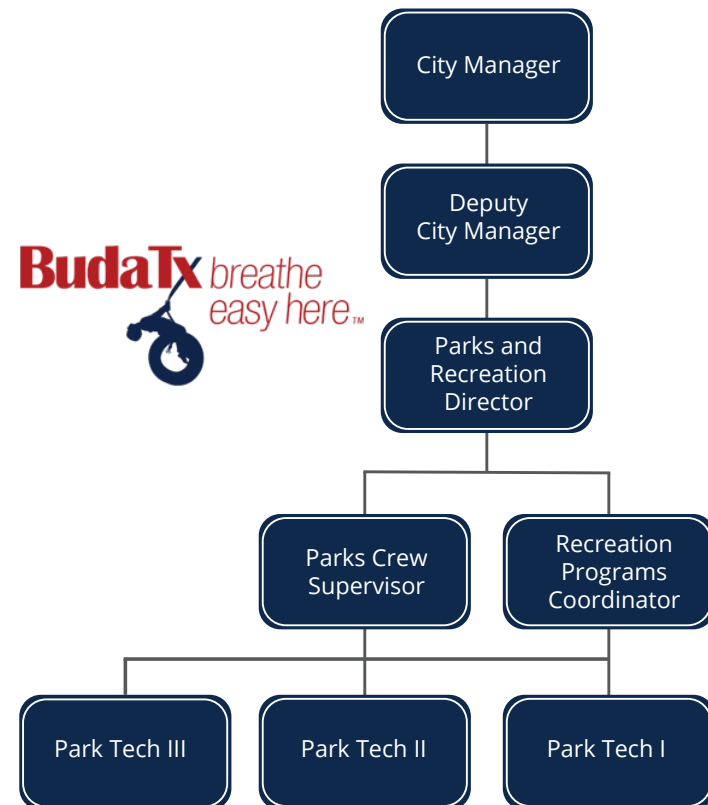 City Manager
Deputy
City Manager
BudaTx breathe
easy here™
Parks and
Recreation
Director
Parks Crew
Supervisor
Recreation
Programs
Coordinator
Park Tech III
Park Tech II
Park Tech I